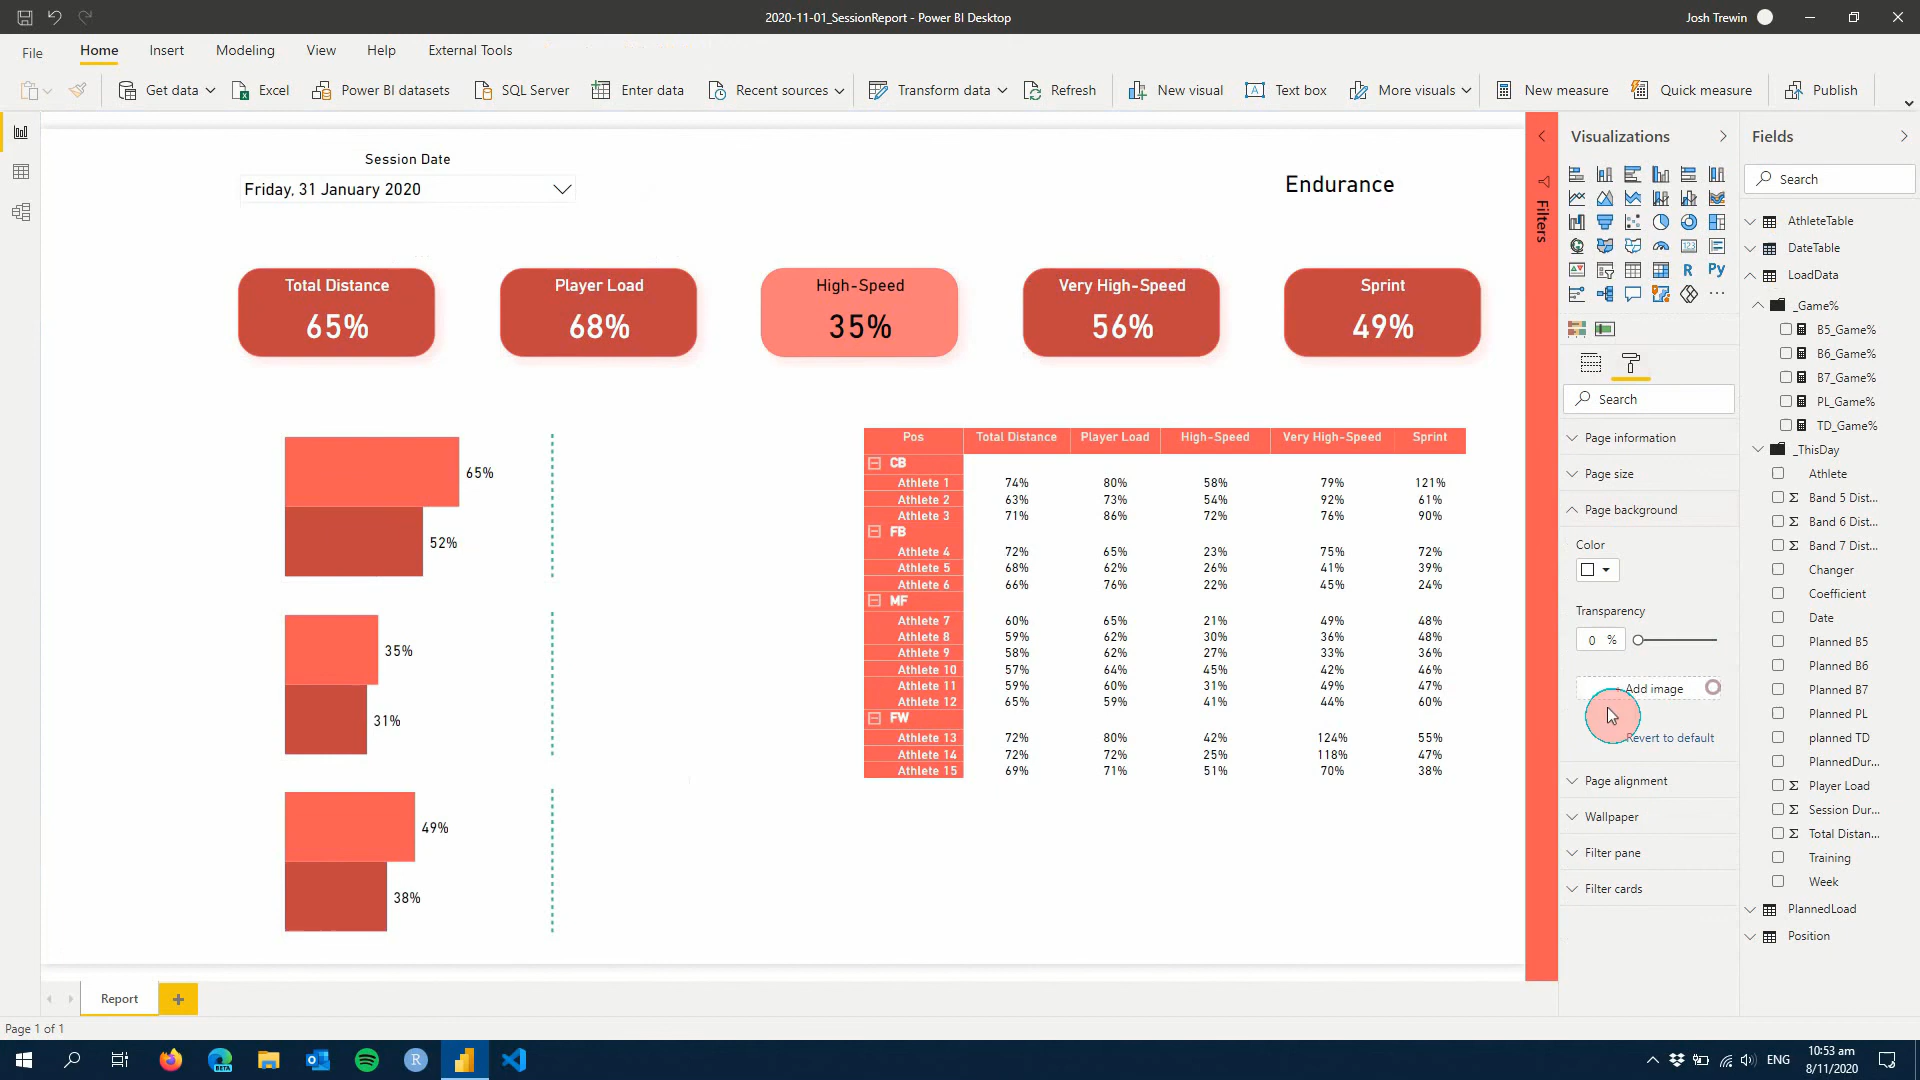 2020-11-01_SessionReport - Power BI Desktop
Josh Trewin
File Home Insert Modeling View Help External Tools
Get data Excel Power BI datasets SQL Server Enter data Recent sources Transform data Refresh New visual Text box More visuals New measure Quick measure Publish
Session Date
Friday, 31 January 2020
Endurance
Total Distance
65%
Player Load
68%
High-Speed
35%
Very High-Speed
56%
Sprint
49%
65%
52%
35%
31%
49%
38%
Pos Total Distance Player Load High-Speed Very High-Speed Sprint
CB
Athlete 1 74% 80% 58% 79% 121%
Athlete 2 63% 73% 54% 92% 61%
Athlete 3 71% 86% 72% 76% 90%
FB
Athlete 4 72% 65% 23% 75% 72%
Athlete 5 68% 62% 26% 41% 39%
Athlete 6 66% 76% 22% 45% 24%
MF
Athlete 7 60% 65% 21% 49% 48%
Athlete 8 59% 62% 30% 36% 48%
Athlete 9 58% 62% 27% 33% 36%
Athlete 10 57% 64% 45% 42% 46%
Athlete 11 59% 60% 31% 49% 47%
Athlete 12 65% 59% 41% 44% 60%
FW
Athlete 13 72% 80% 42% 124% 55%
Athlete 14 72% 72% 25% 118% 47%
Athlete 15 69% 71% 51% 70% 38%
Filters
Visualizations
R Py
123
Search
Page information
Page size
Page background
Color
Transparency
0 %
Add image
Revert to default
Page alignment
Wallpaper
Filter pane
Filter cards
Fields
Search
AthleteTable
DateTable
LoadData
_Game%
B5_Game%
B6_Game%
B7_Game%
PL_Game%
TD_Game%
_ThisDay
Athlete
Band 5 Dist...
Band 6 Dist...
Band 7 Dist...
Changer
Coefficient
Date
Planned B5
Planned B6
Planned B7
Planned PL
planned TD
PlannedDur...
Player Load
Session Dur...
Total Distan...
Training
Week
PlannedLoad
Position
Report
Page 1 of 1
BETA
R
ENG
10:53 am
8/11/2020